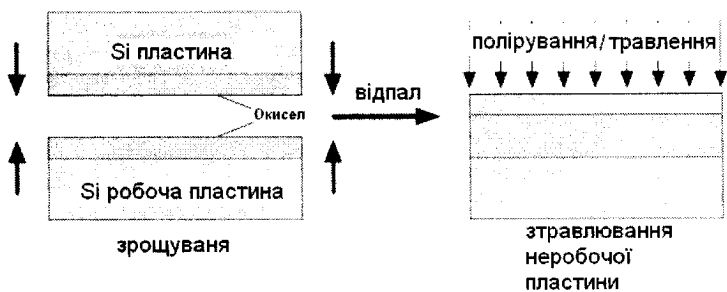 Si пластина
Окисел
Si робоча пластина
зрощуваня
відпал
полірування/травлення
зтравлювання
неробочої
пластини